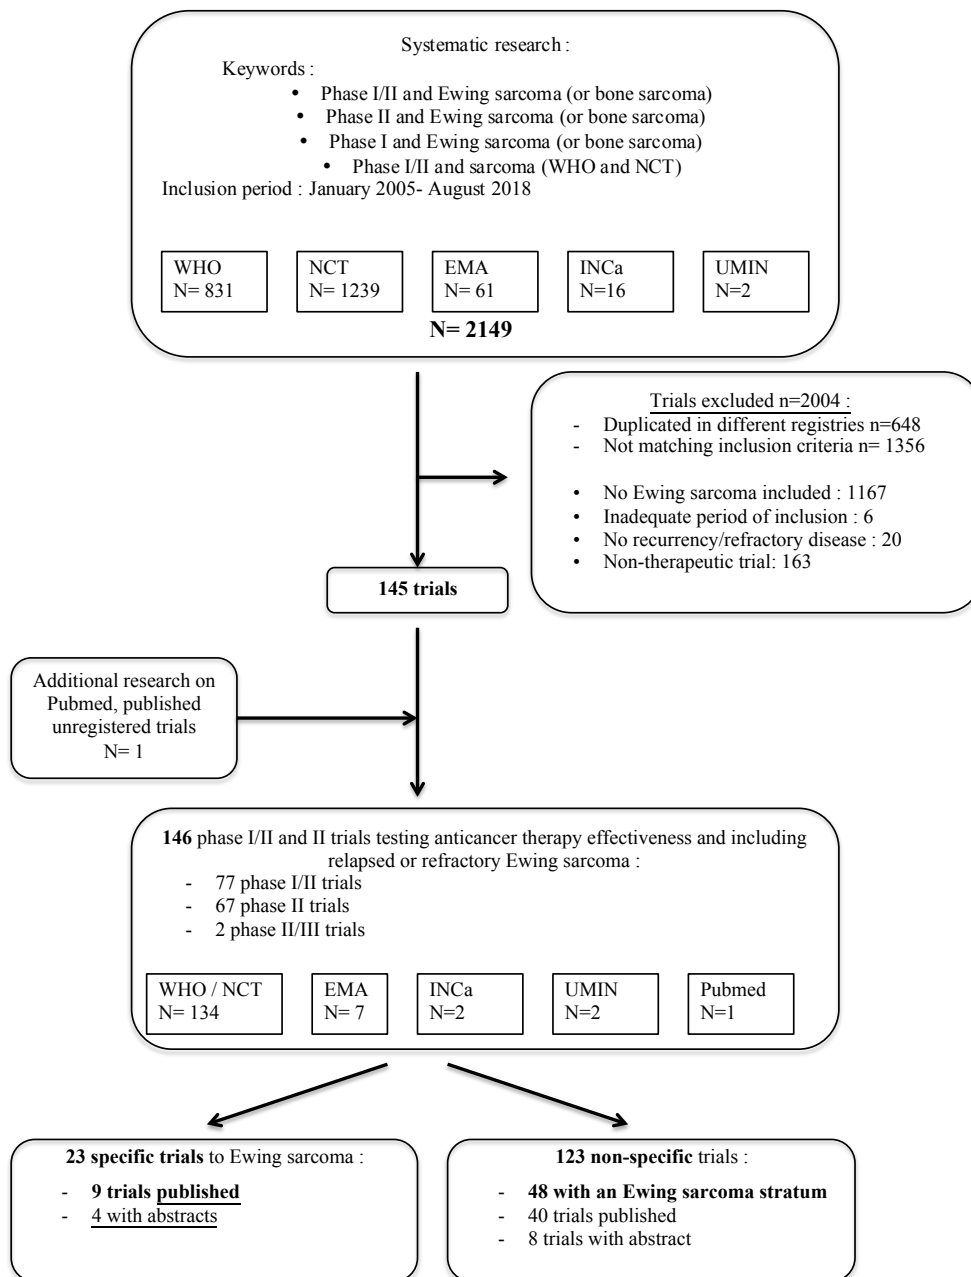 Systematic research :
Keywords :
• Phase I/II and Ewing sarcoma (or bone sarcoma)
• Phase II and Ewing sarcoma (or bone sarcoma)
• Phase I and Ewing sarcoma (or bone sarcoma)
• Phase I/II and sarcoma (WHO and NCT)
Inclusion period : January 2005- August 2018
WHO
N= 831
NCT
N= 1239
EMA
N= 61
INCa
N=16
UMIN
N=2
N= 2149
Trials excluded n=2004 :
- Duplicated in different registries n=648
- Not matching inclusion criteria n= 1356
• No Ewing sarcoma included : 1167
• Inadequate period of inclusion : 6
• No recurrency/refractory disease : 20
• Non-therapeutic trial: 163
145 trials
Additional research on
Pubmed, published
unregistered trials
N= 1
146 phase I/II and II trials testing anticancer therapy effectiveness and including
relapsed or refractory Ewing sarcoma :
- 77 phase I/II trials
- 67 phase II trials
- 2 phase II/III trials
WHO / NCT
N= 134
EMA
N= 7
INCa
N=2
UMIN
N=2
Pubmed
N=1
23 specific trials to Ewing sarcoma :
- 9 trials published
- 4 with abstracts
123 non-specific trials :
- 48 with an Ewing sarcoma stratum
- 40 trials published
- 8 trials with abstract